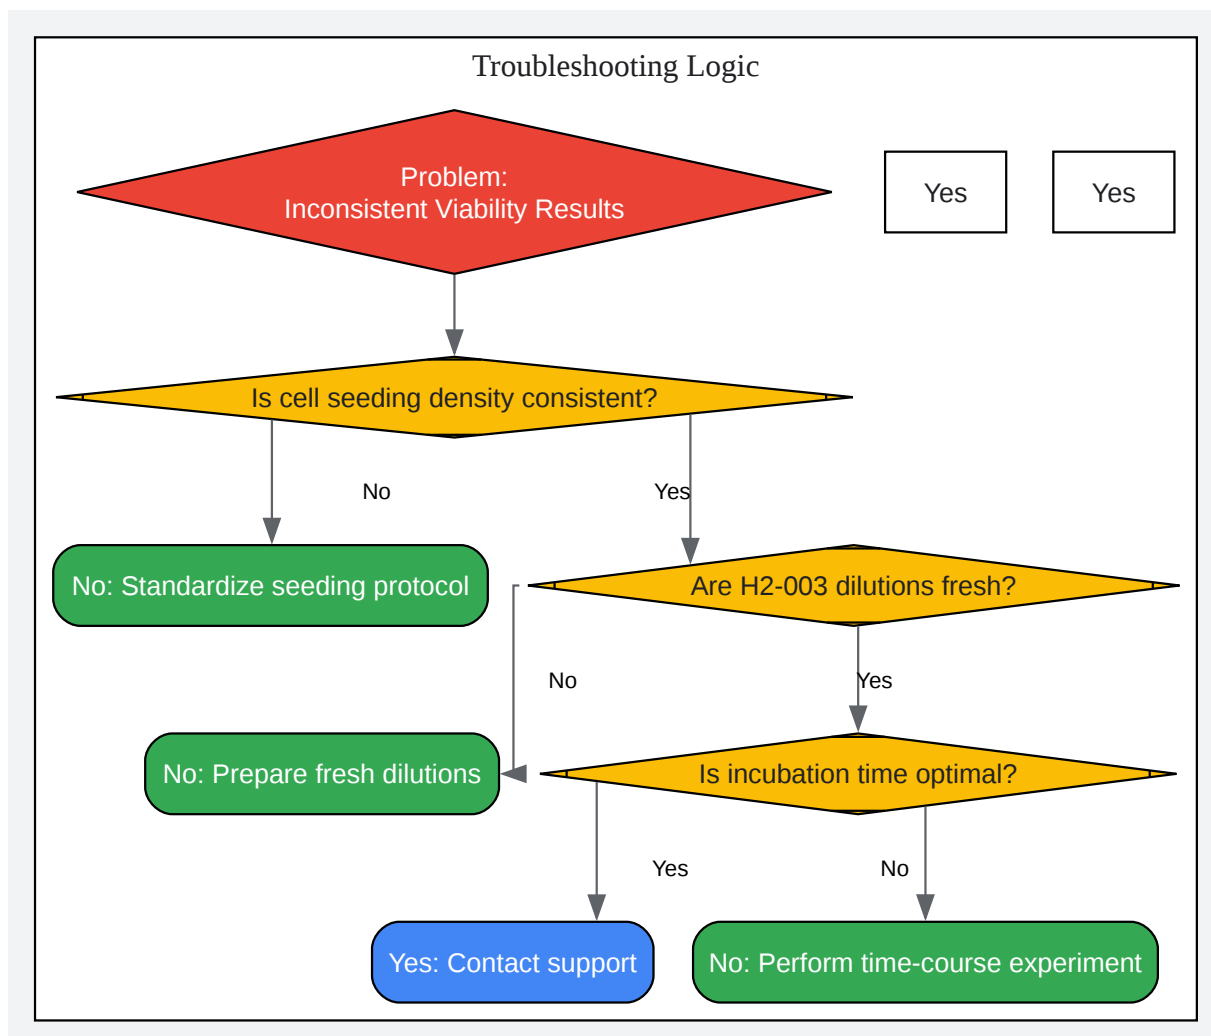 Troubleshooting Logic
Problem:
Inconsistent Viability Results
Yes
Yes
Is cell seeding density consistent?
No
Yes
No: Standardize seeding protocol
Are H2-003 dilutions fresh?
No
Yes
No: Prepare fresh dilutions
Is incubation time optimal?
Yes
No
Yes: Contact support
No: Perform time-course experiment